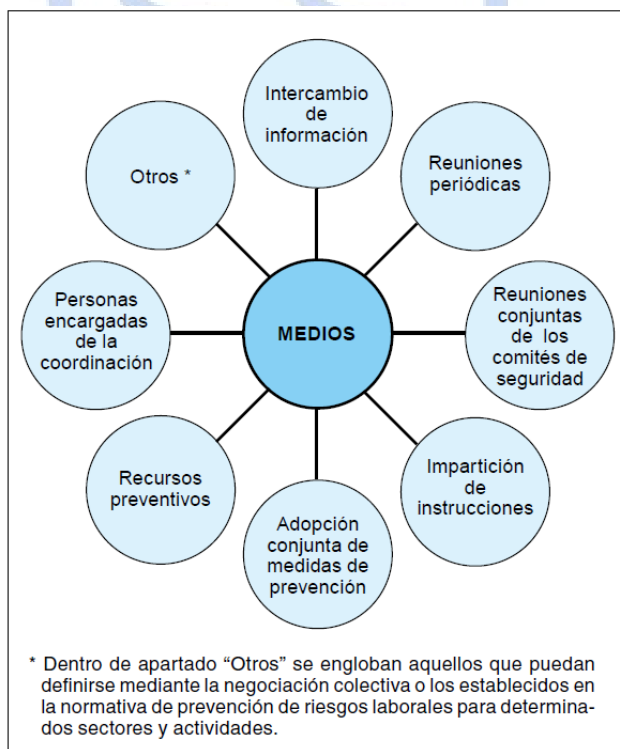 Intercambio
de
información
Reuniones
periódicas
Reuniones
conjuntas
de los
comités de
seguridad
Impartición
de
instrucciones
Adopción
conjunta de
medidas de
prevención
Recursos
preventivos
Personas
encargadas
de la
coordinación
Otros *
MEDIOS
* Dentro de apartado “Otros” se engloban aquellos que puedan
definirse mediante la negociación colectiva o los establecidos en
la normativa de prevención de riesgos laborales para determina-
dos sectores y actividades.